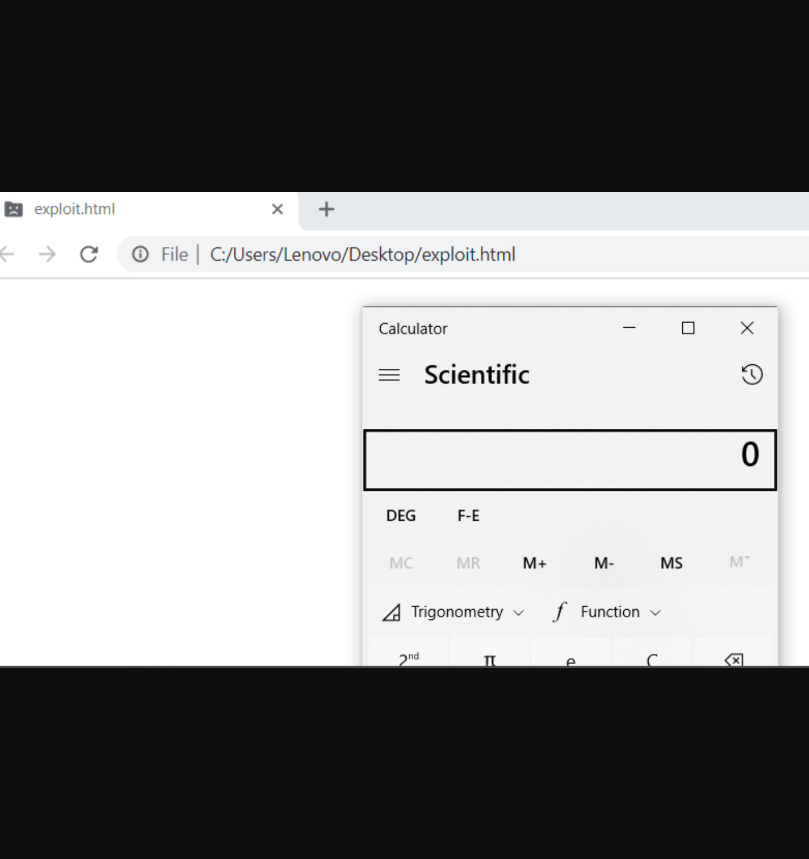 exploit.html
File | C:/Users/Lenovo/Desktop/exploit.html
Calculator
Scientific
0
DEG F-E
MC MR M+ M- MS M˅
Trigonometry f Function
2nd π e C